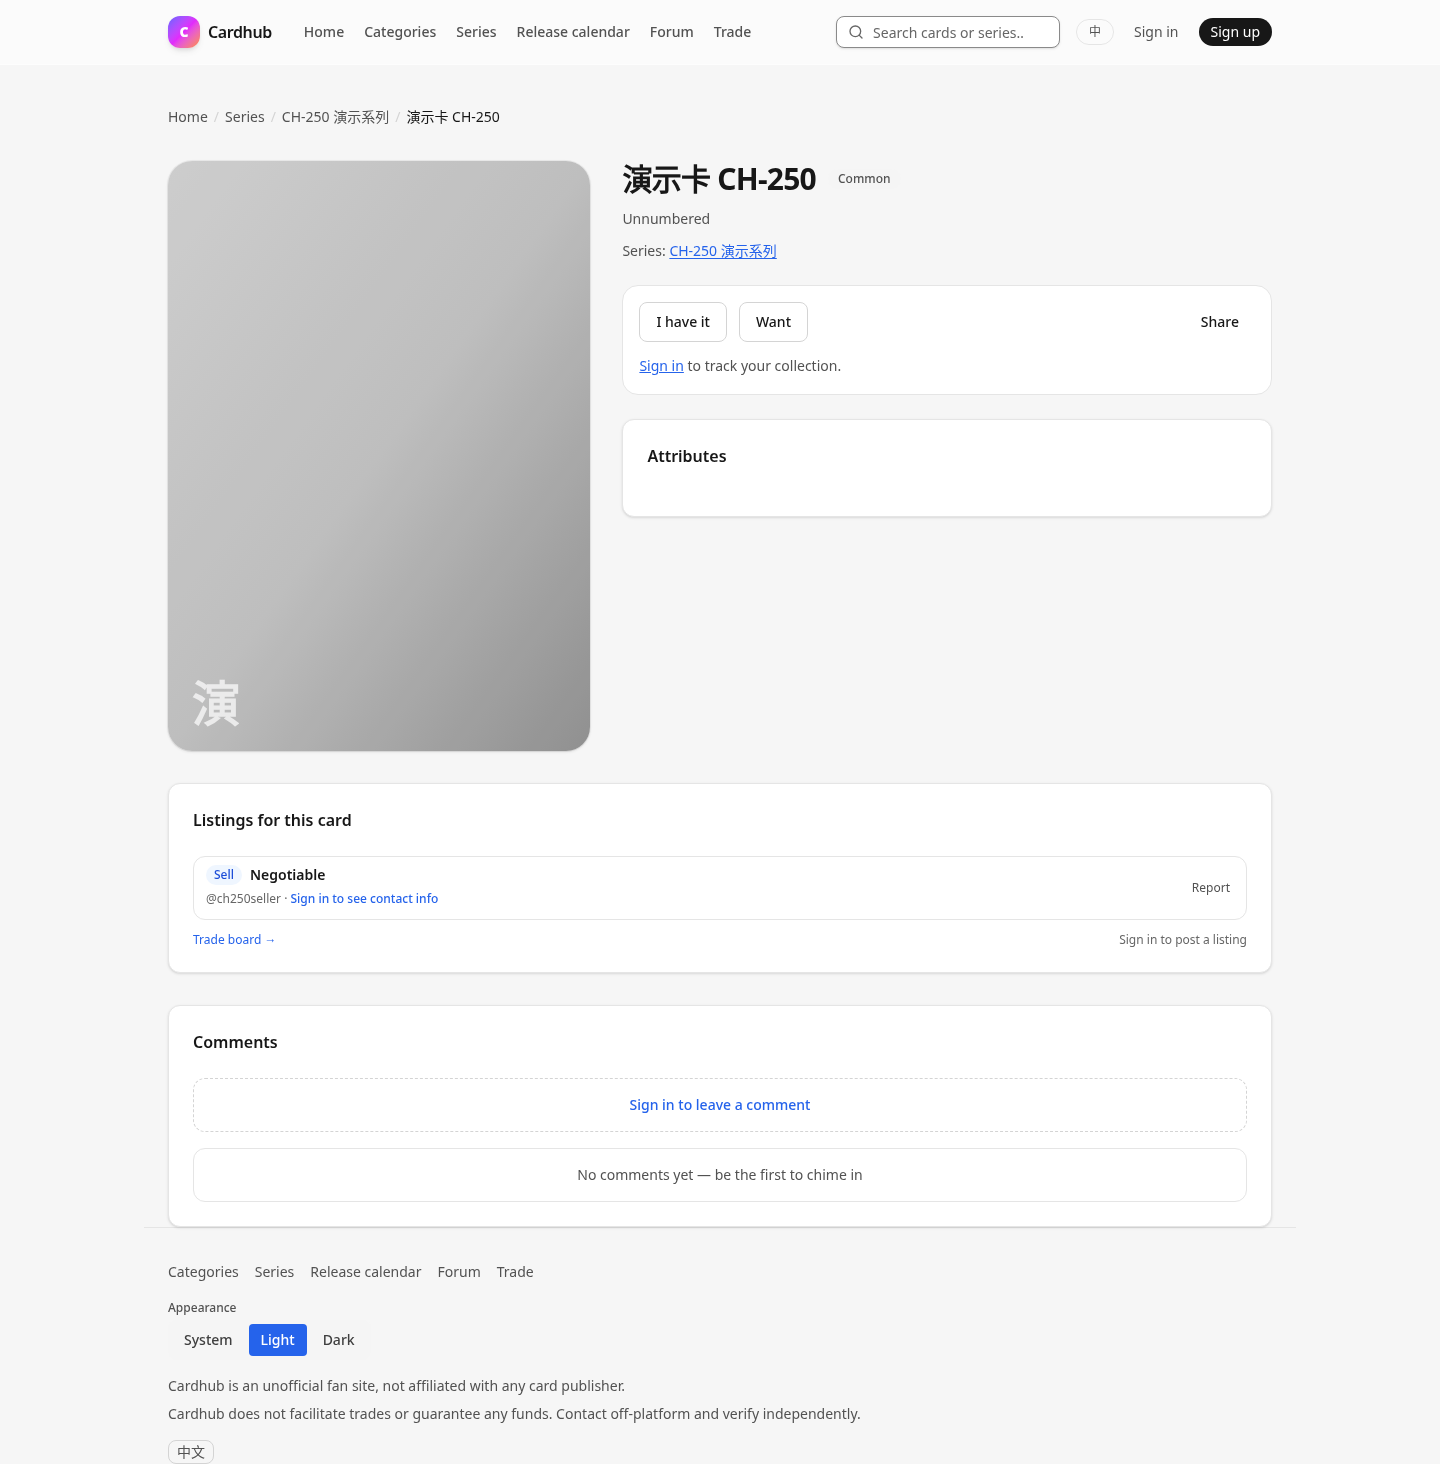 C Cardhub Home Categories Series Release calendar Forum Trade Search cards or series.. 中 Sign in Sign up
Home / Series / CH-250 演示系列 / 演示卡 CH-250
演
演示卡 CH-250 Common
Unnumbered
Series: CH-250 演示系列
I have it Want Share
Sign in to track your collection.
Attributes
Listings for this card
Sell Negotiable
@ch250seller · Sign in to see contact info
Report
Trade board → Sign in to post a listing
Comments
Sign in to leave a comment
No comments yet — be the first to chime in
Categories Series Release calendar Forum Trade
Appearance
System Light Dark
Cardhub is an unofficial fan site, not affiliated with any card publisher.
Cardhub does not facilitate trades or guarantee any funds. Contact off-platform and verify independently.
中文